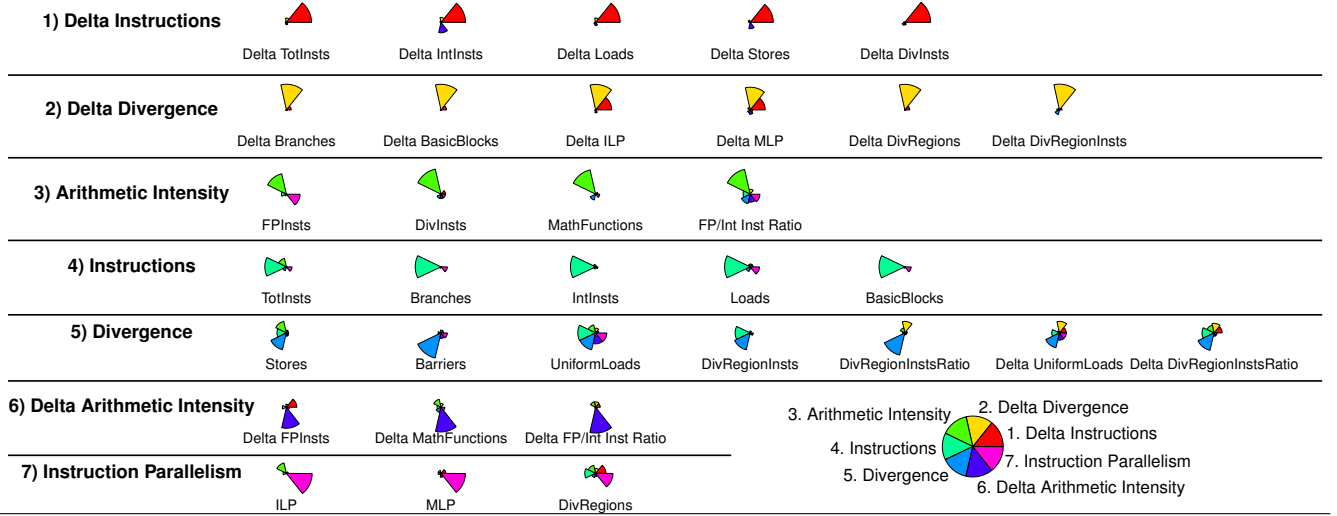 1) Delta Instructions
Delta TotInsts Delta IntInsts Delta Loads Delta Stores Delta DivInsts
2) Delta Divergence
Delta Branches Delta BasicBlocks Delta ILP Delta MLP Delta DivRegions Delta DivRegionInsts
3) Arithmetic Intensity
FPInsts DivInsts MathFunctions FP/Int Inst Ratio
4) Instructions
TotInsts Branches IntInsts Loads BasicBlocks
5) Divergence
Stores Barriers UniformLoads DivRegionInsts DivRegionInstsRatio Delta UniformLoads Delta DivRegionInstsRatio
6) Delta Arithmetic Intensity
Delta FPInsts Delta MathFunctions Delta FP/Int Inst Ratio
7) Instruction Parallelism
ILP MLP DivRegions
3. Arithmetic Intensity
2. Delta Divergence
1. Delta Instructions
4. Instructions
7. Instruction Parallelism
5. Divergence
6. Delta Arithmetic Intensity